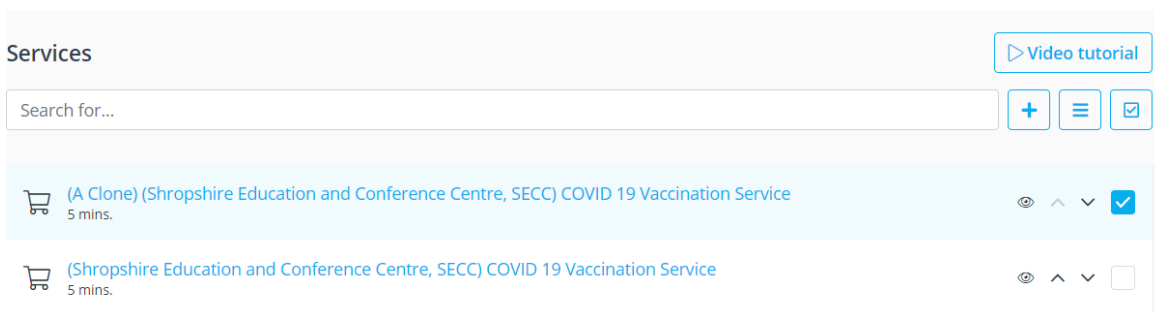 Services
Video tutorial
Search for...
(A Clone) (Shropshire Education and Conference Centre, SECC) COVID 19 Vaccination Service
5 mins.
(Shropshire Education and Conference Centre, SECC) COVID 19 Vaccination Service
5 mins.